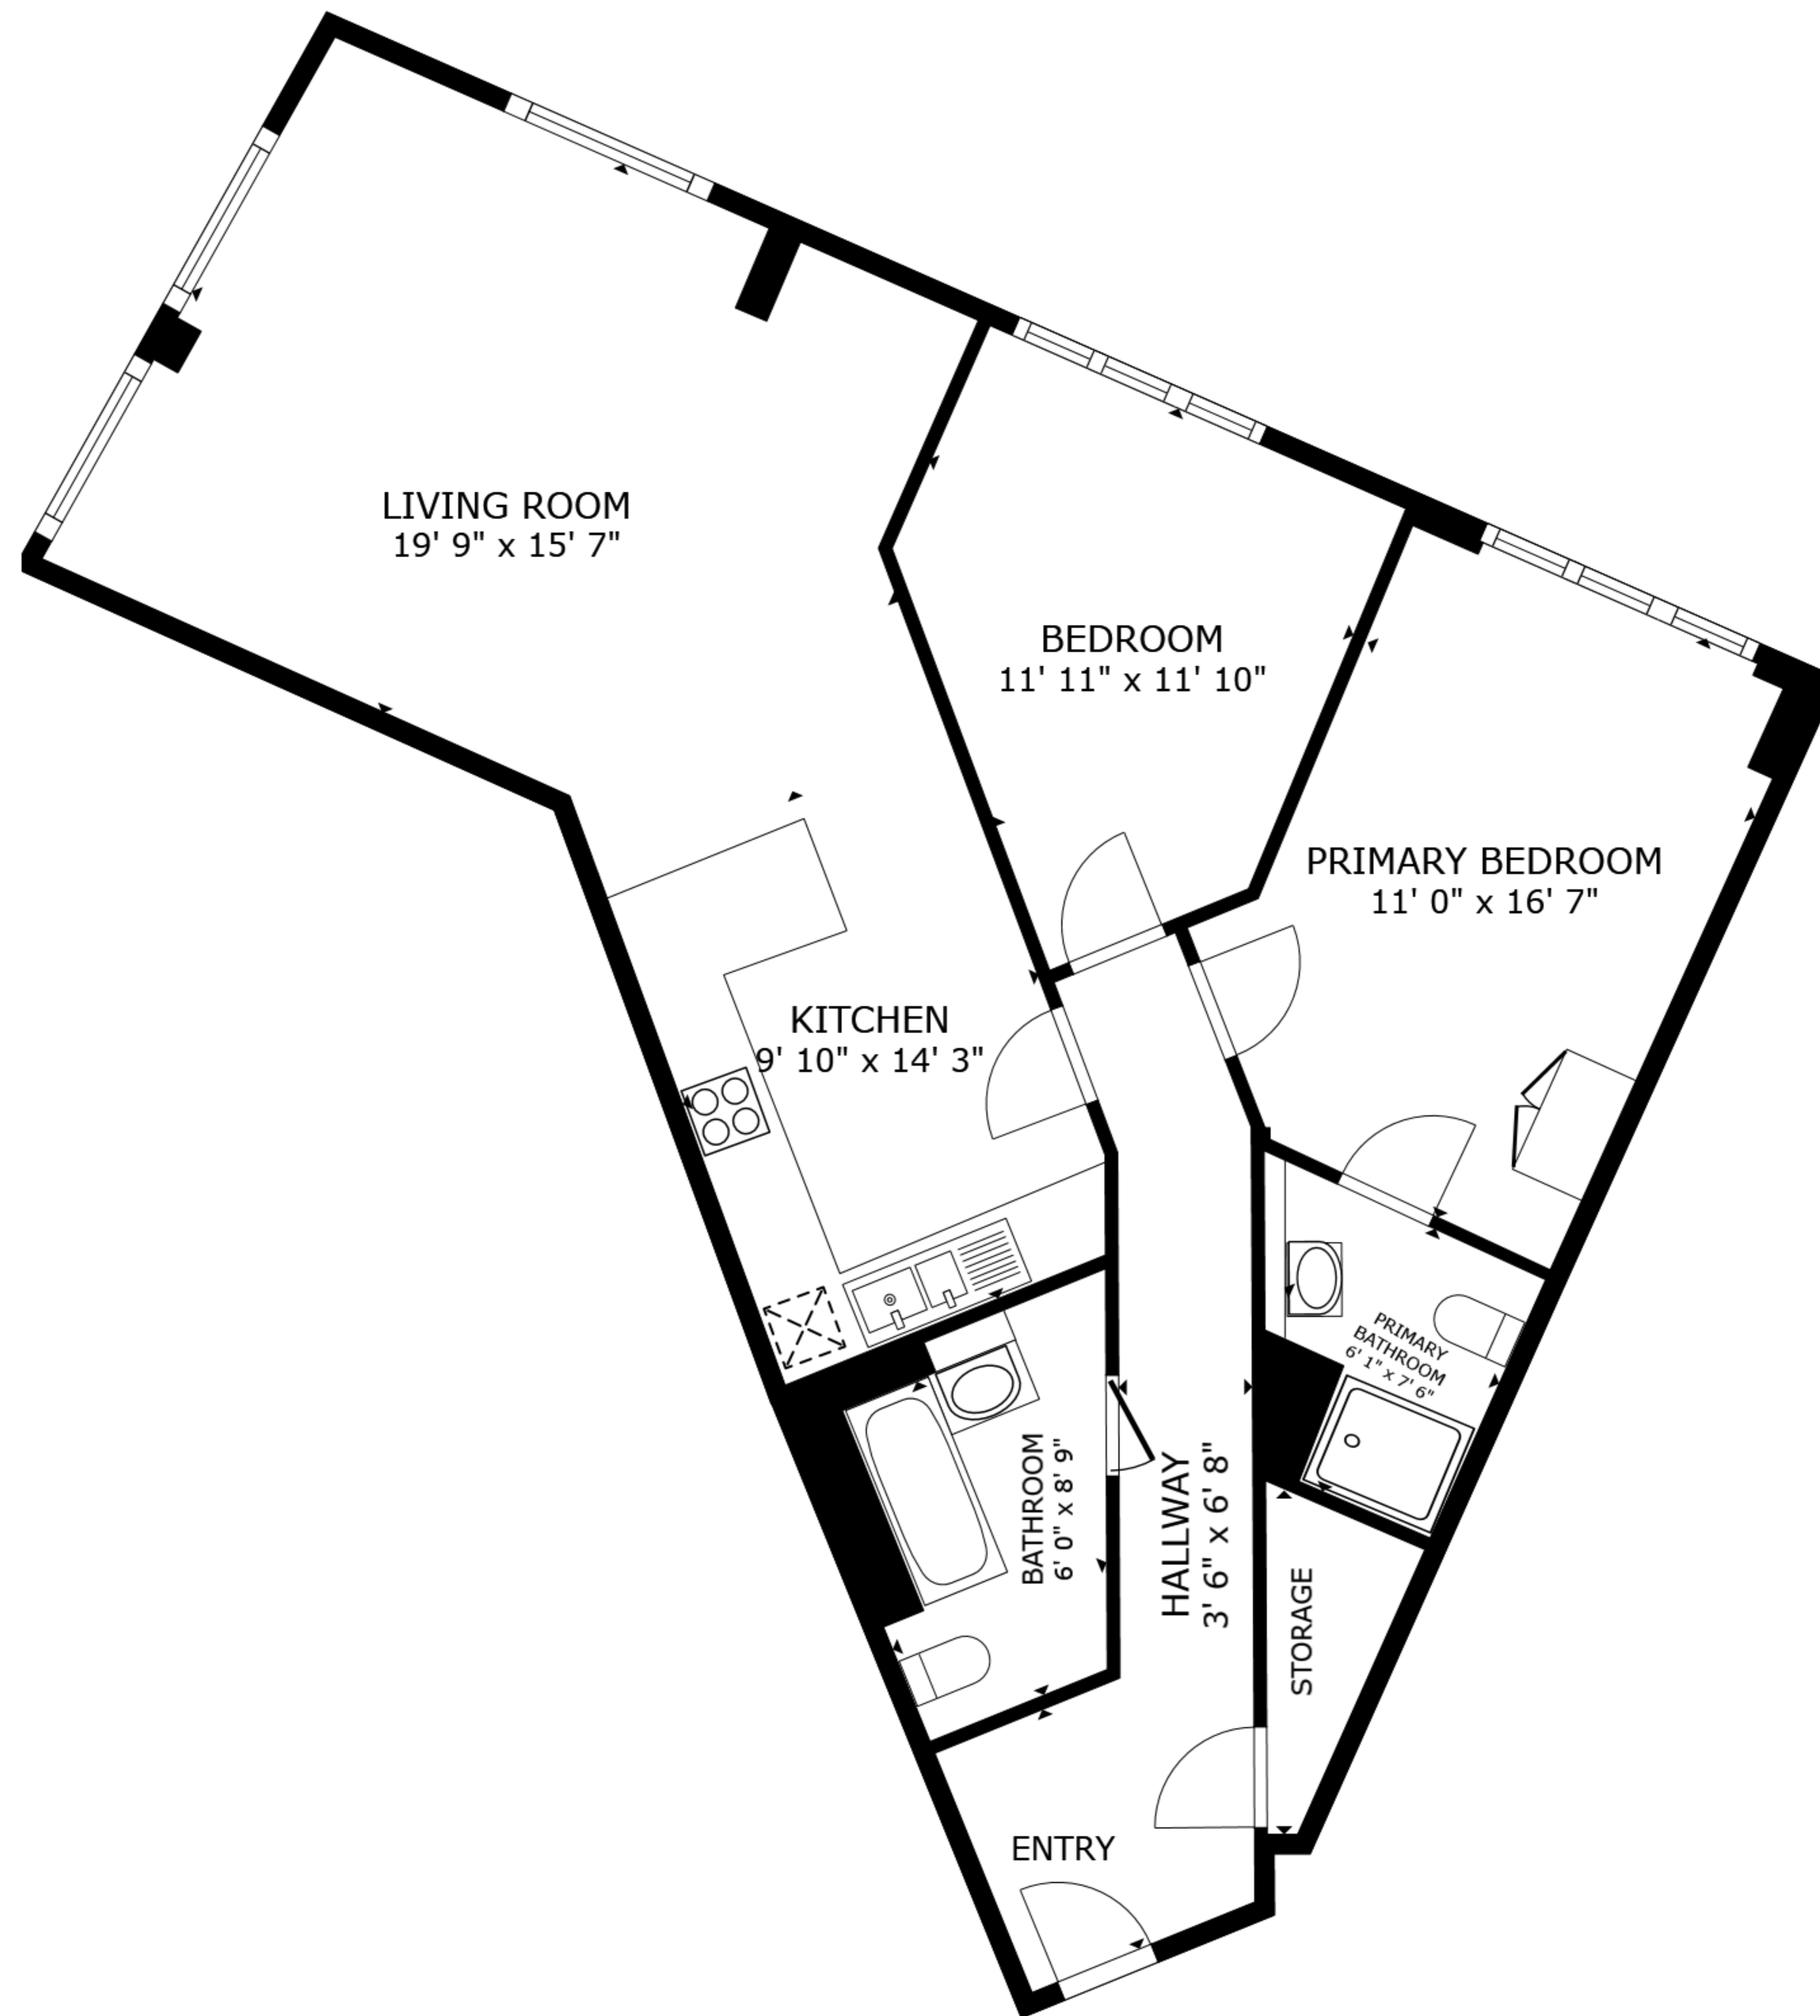 LIVING ROOM
19' 9" x 15' 7"
BEDROOM
11' 11" x 11' 10"
PRIMARY BEDROOM
11' 0" x 16' 7"
KITCHEN
9' 10" x 14' 3"
PRIMARY
BATHROOM
6' 1" x 7' 6"
BATHROOM
6' 0" x 8' 9"
HALLWAY
3' 6" x 6' 8"
STORAGE
ENTRY